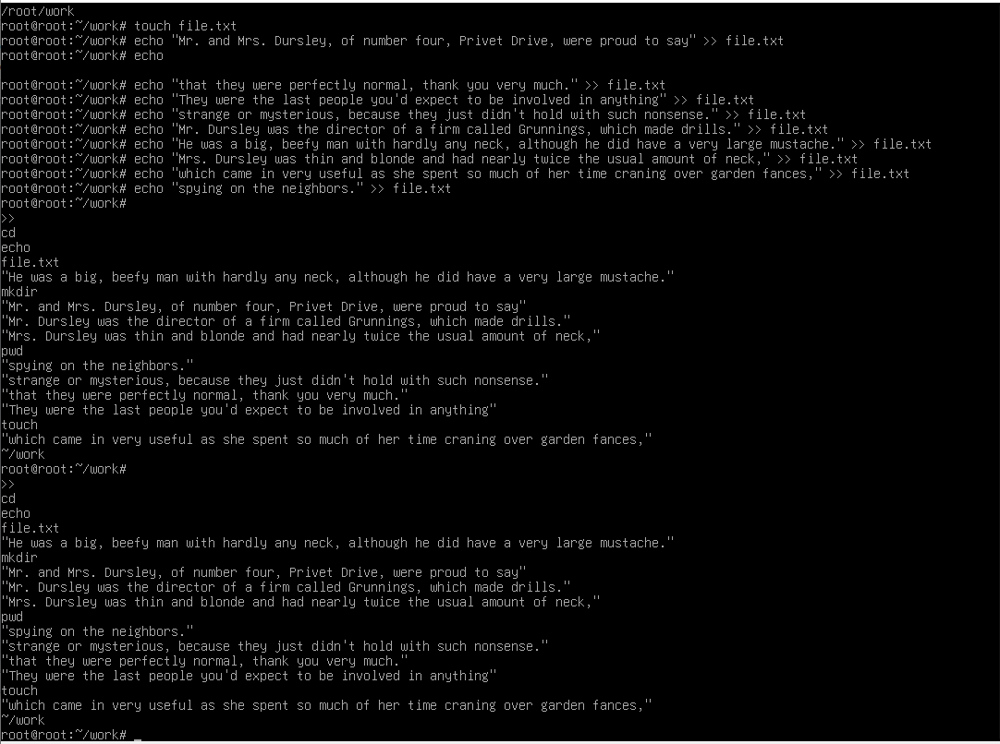 /root/work
root@root:~/work# touch file.txt
root@root:~/work# echo "Mr. and Mrs. Dursley, of number four, Privet Drive, were proud to say" >> file.txt
root@root:~/work# echo

root@root:~/work# echo "that they were perfectly normal, thank you very much." >> file.txt
root@root:~/work# echo "They were the last people you'd expect to be involved in anything" >> file.txt
root@root:~/work# echo "strange or mysterious, because they just didn't hold with such nonsense." >> file.txt
root@root:~/work# echo "Mr. Dursley was the director of a firm called Grunnings, which made drills." >> file.txt
root@root:~/work# echo "He was a big, beefy man with hardly any neck, although he did have a very large mustache." >> file.txt
root@root:~/work# echo "Mrs. Dursley was thin and blonde and had nearly twice the usual amount of neck," >> file.txt
root@root:~/work# echo "which came in very useful as she spent so much of her time craning over garden fances," >> file.txt
root@root:~/work# echo "spying on the neighbors." >> file.txt
root@root:~/work#
>>
cd
echo
file.txt
"He was a big, beefy man with hardly any neck, although he did have a very large mustache."
mkdir
"Mr. and Mrs. Dursley, of number four, Privet Drive, were proud to say"
"Mr. Dursley was the director of a firm called Grunnings, which made drills."
"Mrs. Dursley was thin and blonde and had nearly twice the usual amount of neck,"
pwd
"spying on the neighbors."
"strange or mysterious, because they just didn't hold with such nonsense."
"that they were perfectly normal, thank you very much."
"They were the last people you'd expect to be involved in anything"
touch
"which came in very useful as she spent so much of her time craning over garden fances,"
~/work
root@root:~/work#
>>
cd
echo
file.txt
"He was a big, beefy man with hardly any neck, although he did have a very large mustache."
mkdir
"Mr. and Mrs. Dursley, of number four, Privet Drive, were proud to say"
"Mr. Dursley was the director of a firm called Grunnings, which made drills."
"Mrs. Dursley was thin and blonde and had nearly twice the usual amount of neck,"
pwd
"spying on the neighbors."
"strange or mysterious, because they just didn't hold with such nonsense."
"that they were perfectly normal, thank you very much."
"They were the last people you'd expect to be involved in anything"
touch
"which came in very useful as she spent so much of her time craning over garden fances,"
~/work
root@root:~/work# _